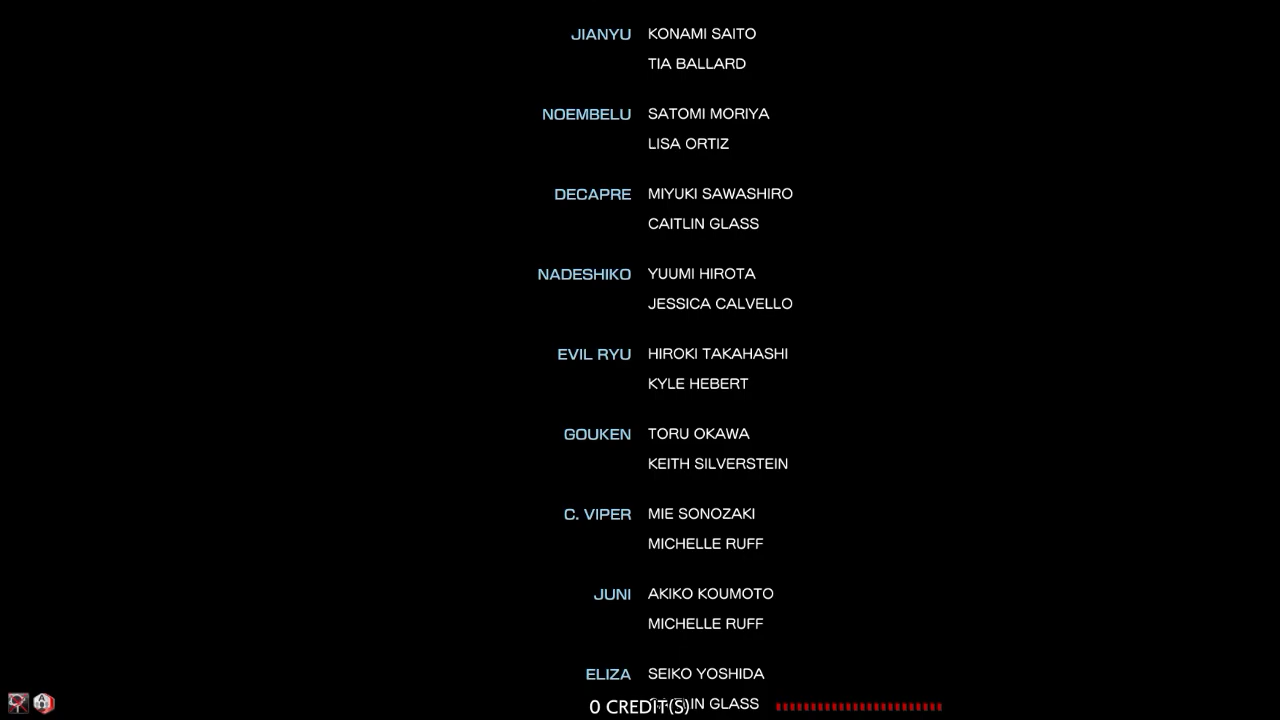 JIANYU KONAMI SAITO
TIA BALLARD
NOEMBELU SATOMI MORIYA
LISA ORTIZ
DECAPRE MIYUKI SAWASHIRO
CAITLIN GLASS
NADESHIKO YUUMI HIROTA
JESSICA CALVELLO
EVIL RYU HIROKI TAKAHASHI
KYLE HEBERT
GOUKEN TORU OKAWA
KEITH SILVERSTEIN
C. VIPER MIE SONOZAKI
MICHELLE RUFF
JUNI AKIKO KOUMOTO
MICHELLE RUFF
ELIZA SEIKO YOSHIDA
GLASS
0 CREDIT(S)